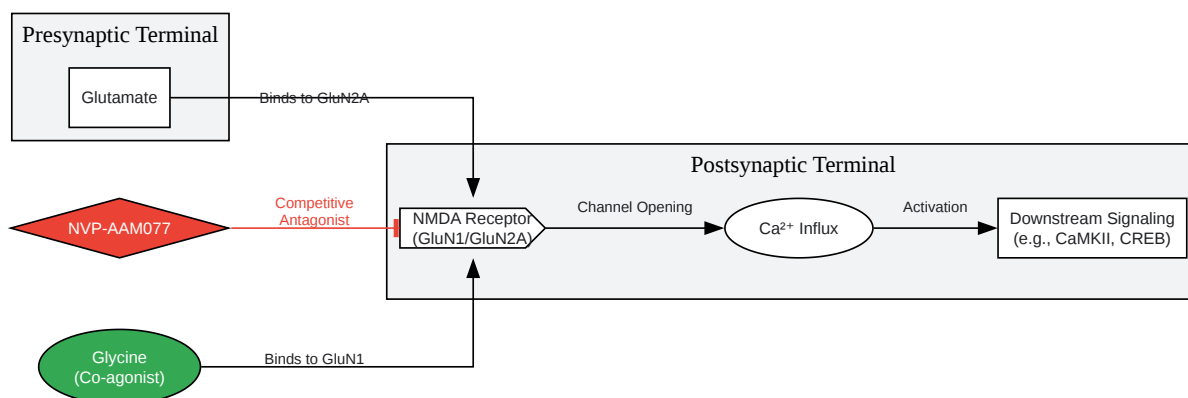 Presynaptic Terminal
Glutamate
Binds to GluN2A
Postsynaptic Terminal
NVP-AAM077
Competitive
Antagonist
NMDA Receptor
(GluN1/GluN2A)
Channel Opening
Ca²⁺ Influx
Activation
Downstream Signaling
(e.g., CaMKII, CREB)
Glycine
(Co-agonist)
Binds to GluN1